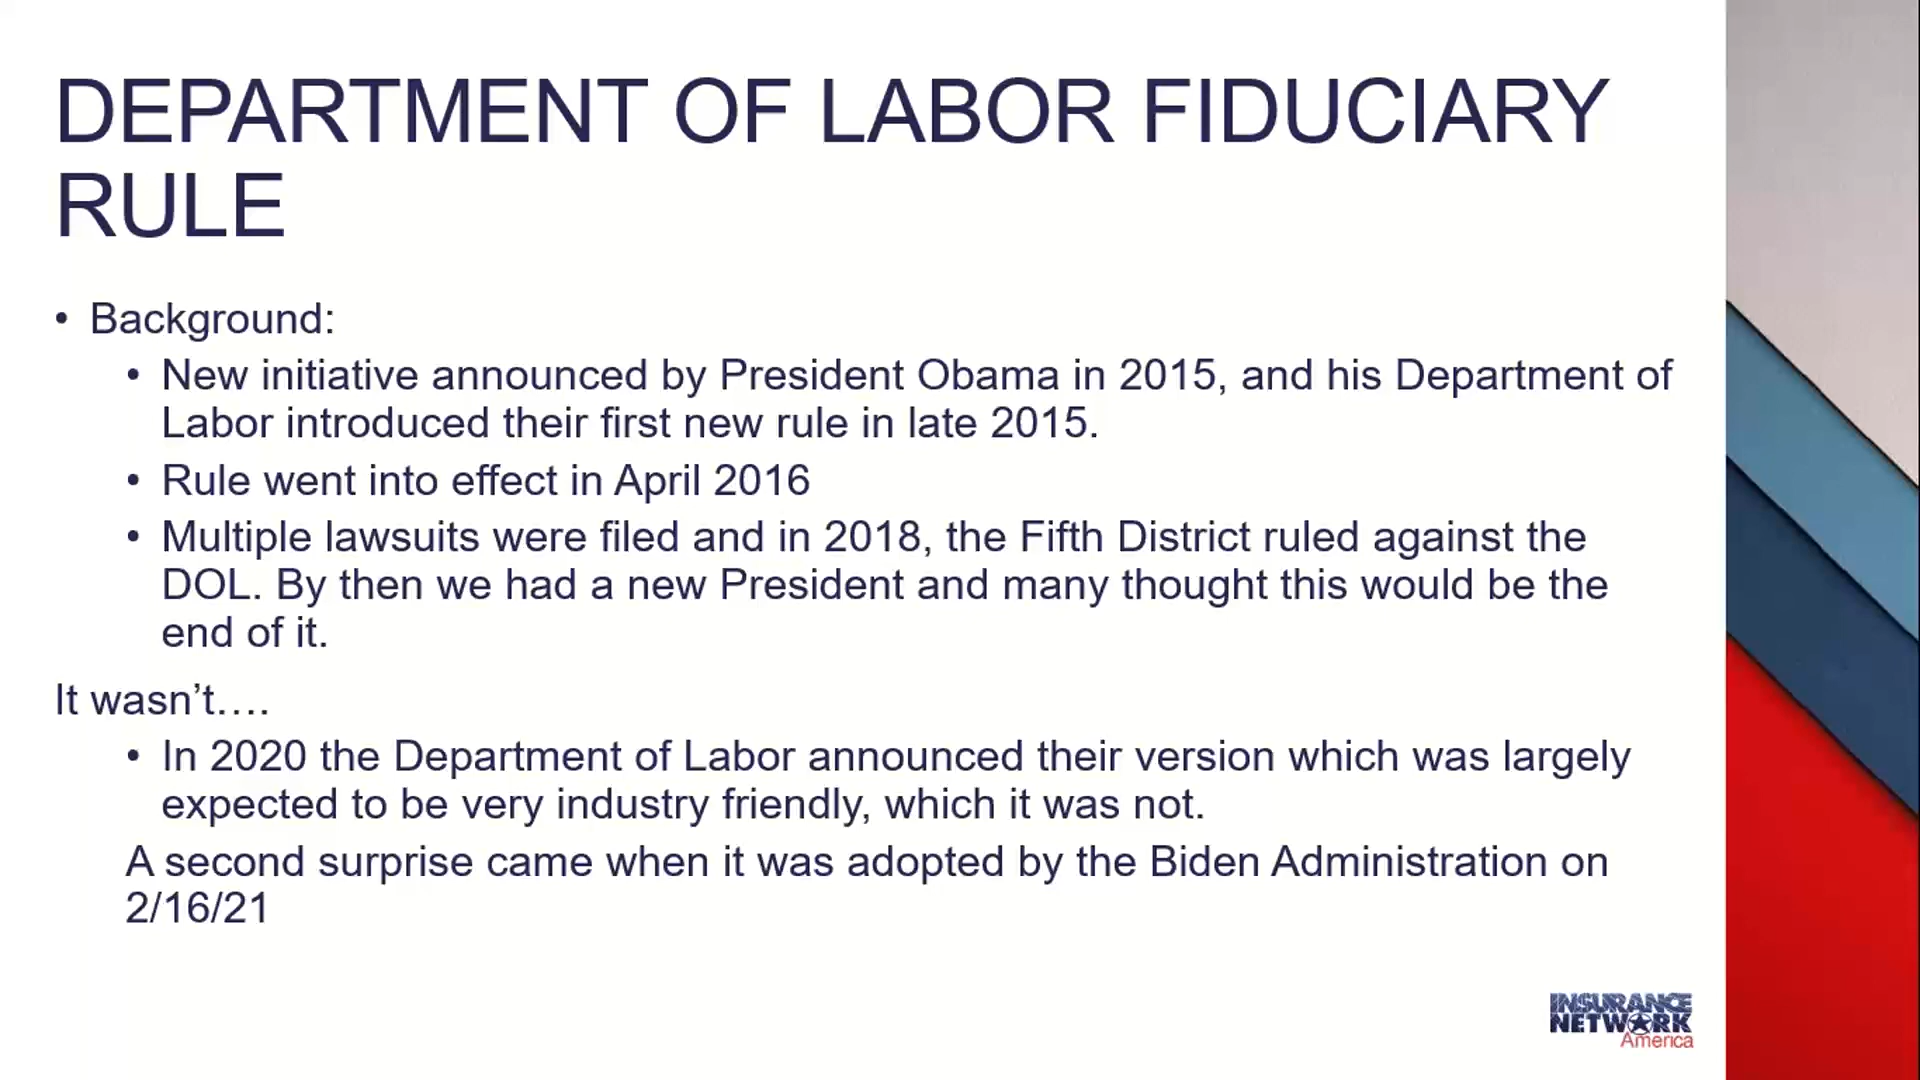 DEPARTMENT OF LABOR FIDUCIARY
RULE
• Background:
• New initiative announced by President Obama in 2015, and his Department of
Labor introduced their first new rule in late 2015.
• Rule went into effect in April 2016
• Multiple lawsuits were filed and in 2018, the Fifth District ruled against the
DOL. By then we had a new President and many thought this would be the
end of it.
It wasn’t….
• In 2020 the Department of Labor announced their version which was largely
expected to be very industry friendly, which it was not.
A second surprise came when it was adopted by the Biden Administration on
2/16/21
INSURANCE
NETWORK
America